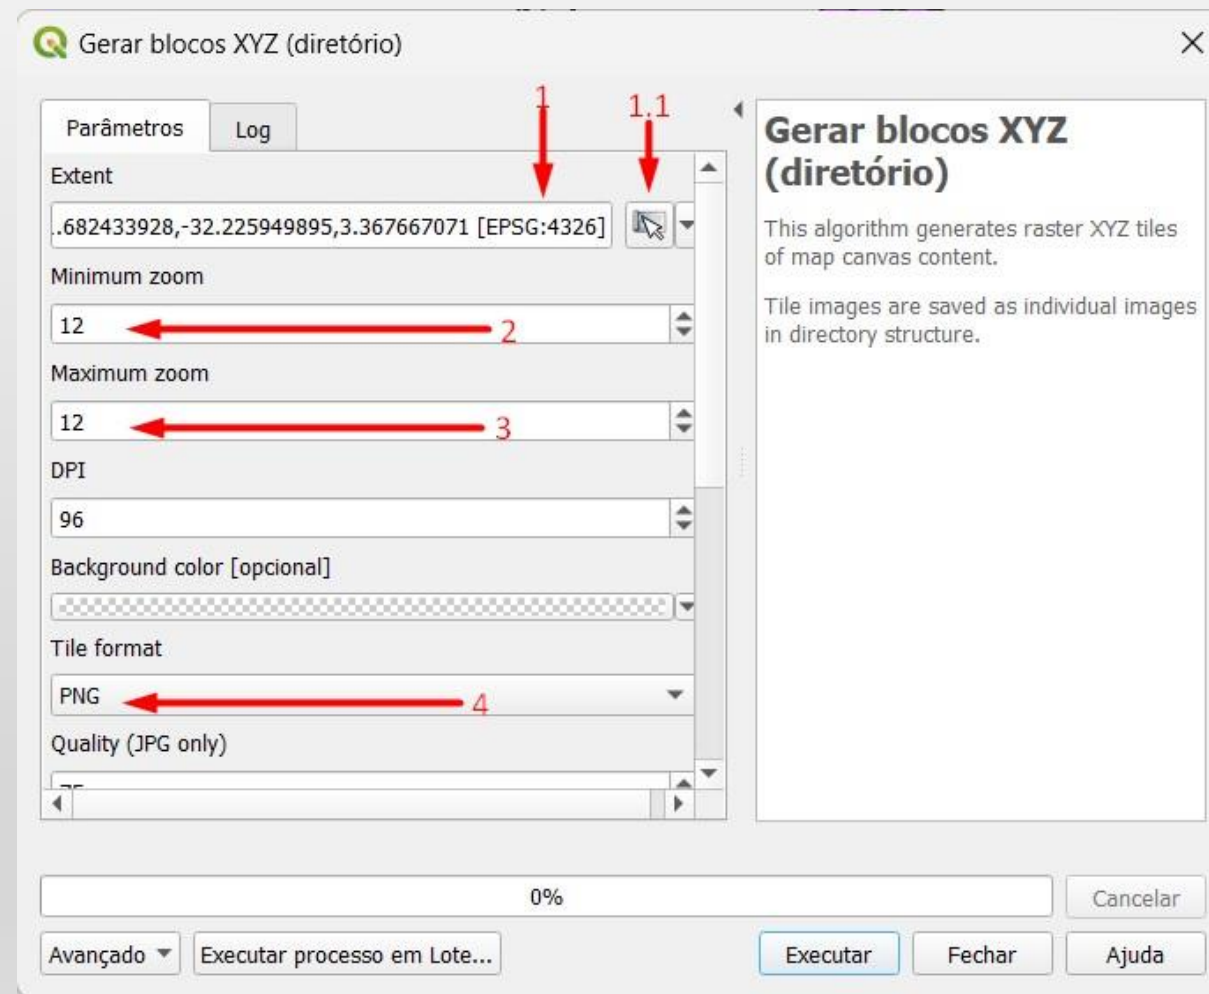 Gerar blocos XYZ (diretório)
1
1.1
Parâmetros
Log
Extent
.682433928,-32.225949895,3.367667071 [EPSG:4326]
Minimum zoom
12
2
Maximum zoom
12
3
DPI
96
Background color [opcional]
Tile format
PNG
4
Quality (JPG only)
Gerar blocos XYZ
(diretório)
This algorithm generates raster XYZ tiles
of map canvas content.
Tile images are saved as individual images
in directory structure.
0%
Cancelar
Avançado
Executar processo em Lote...
Executar
Fechar
Ajuda